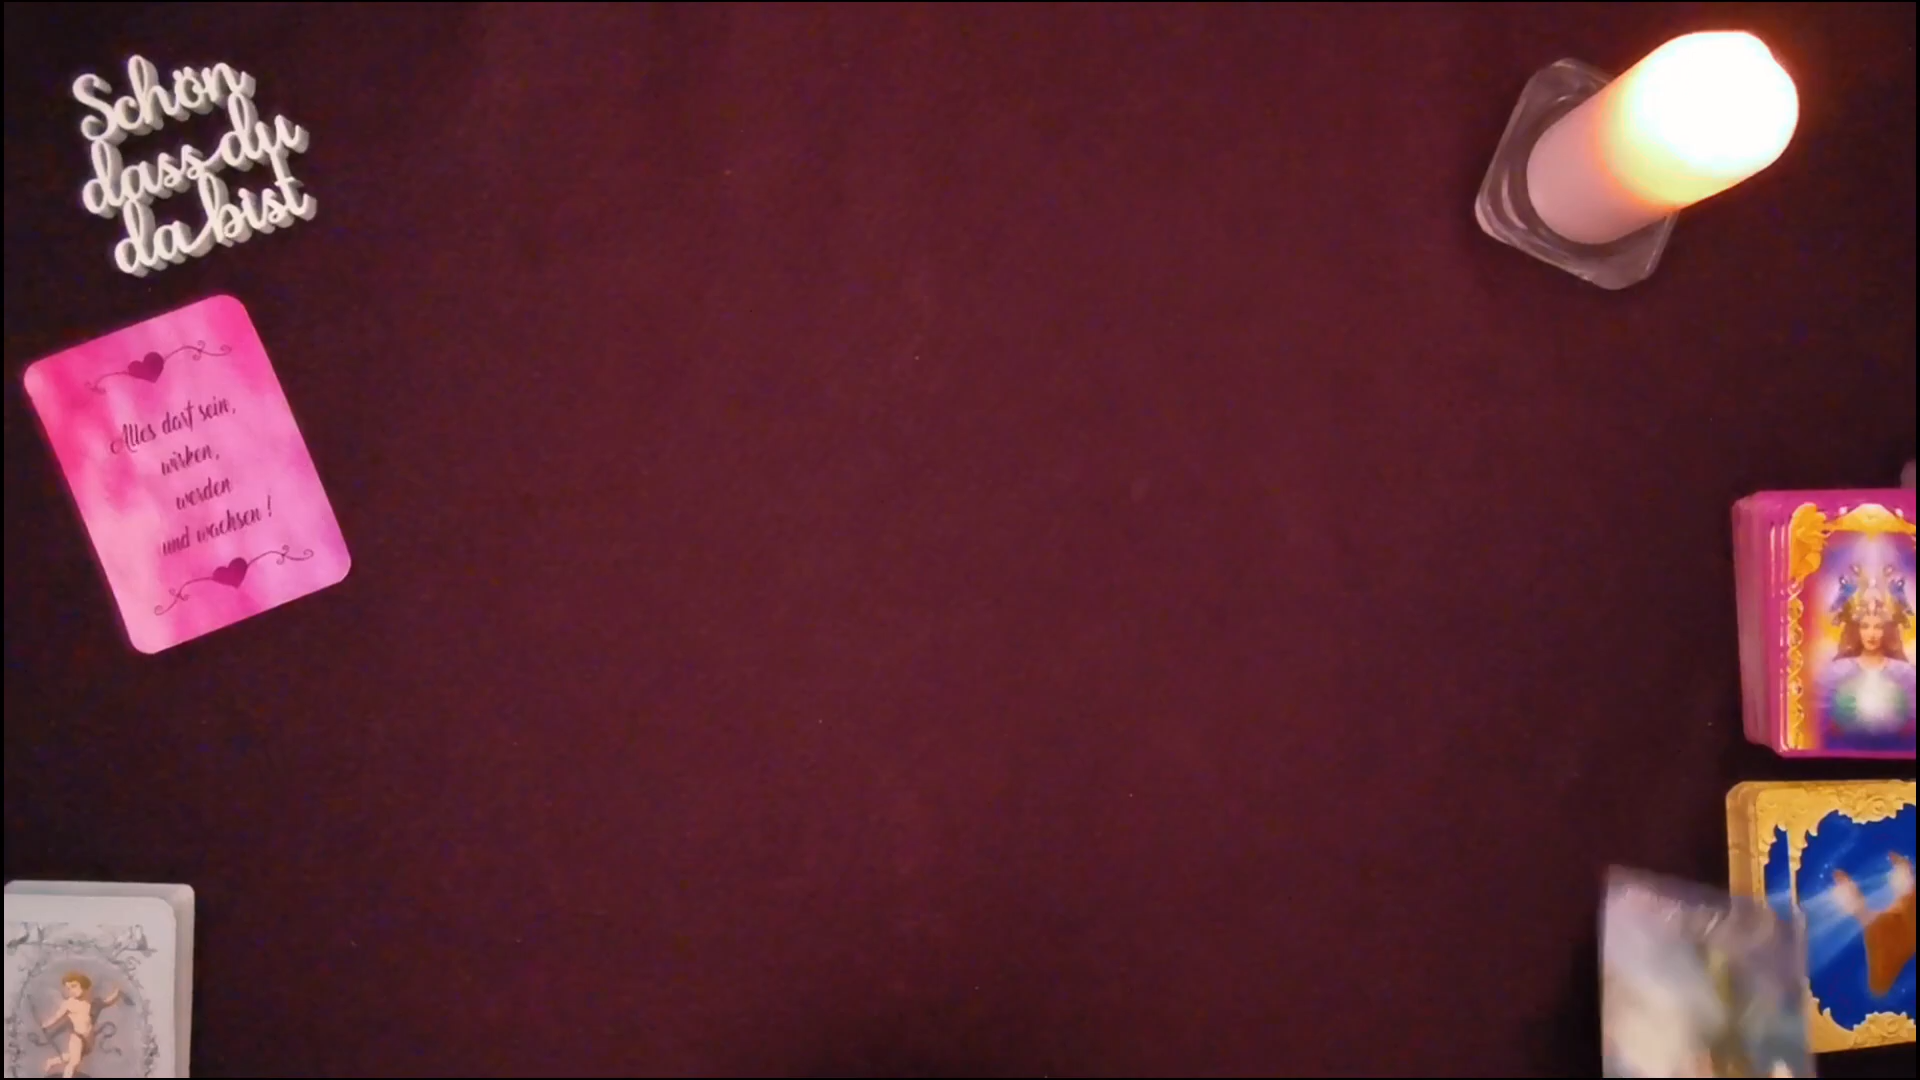 Schön
dass du
da bist
Alles darf sein,
wirken,
werden
und wachsen!